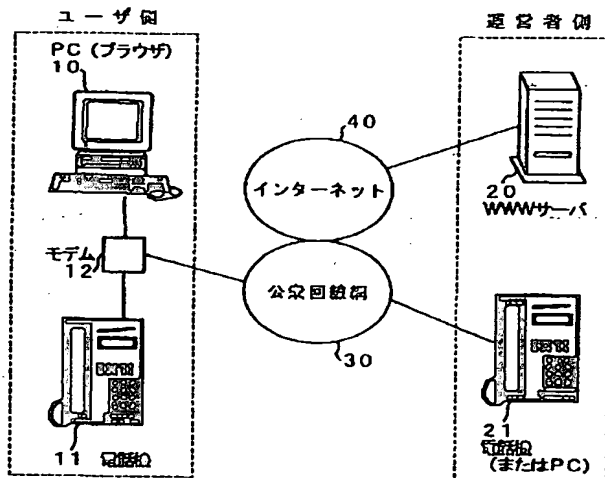 ユーザ側
PC(ブラウザ)
10
モデム
12
11 電話機
40
インターネット
公衆回線網
30
運営者側
20
WWWサーバ
21
電話機
(またはPC)